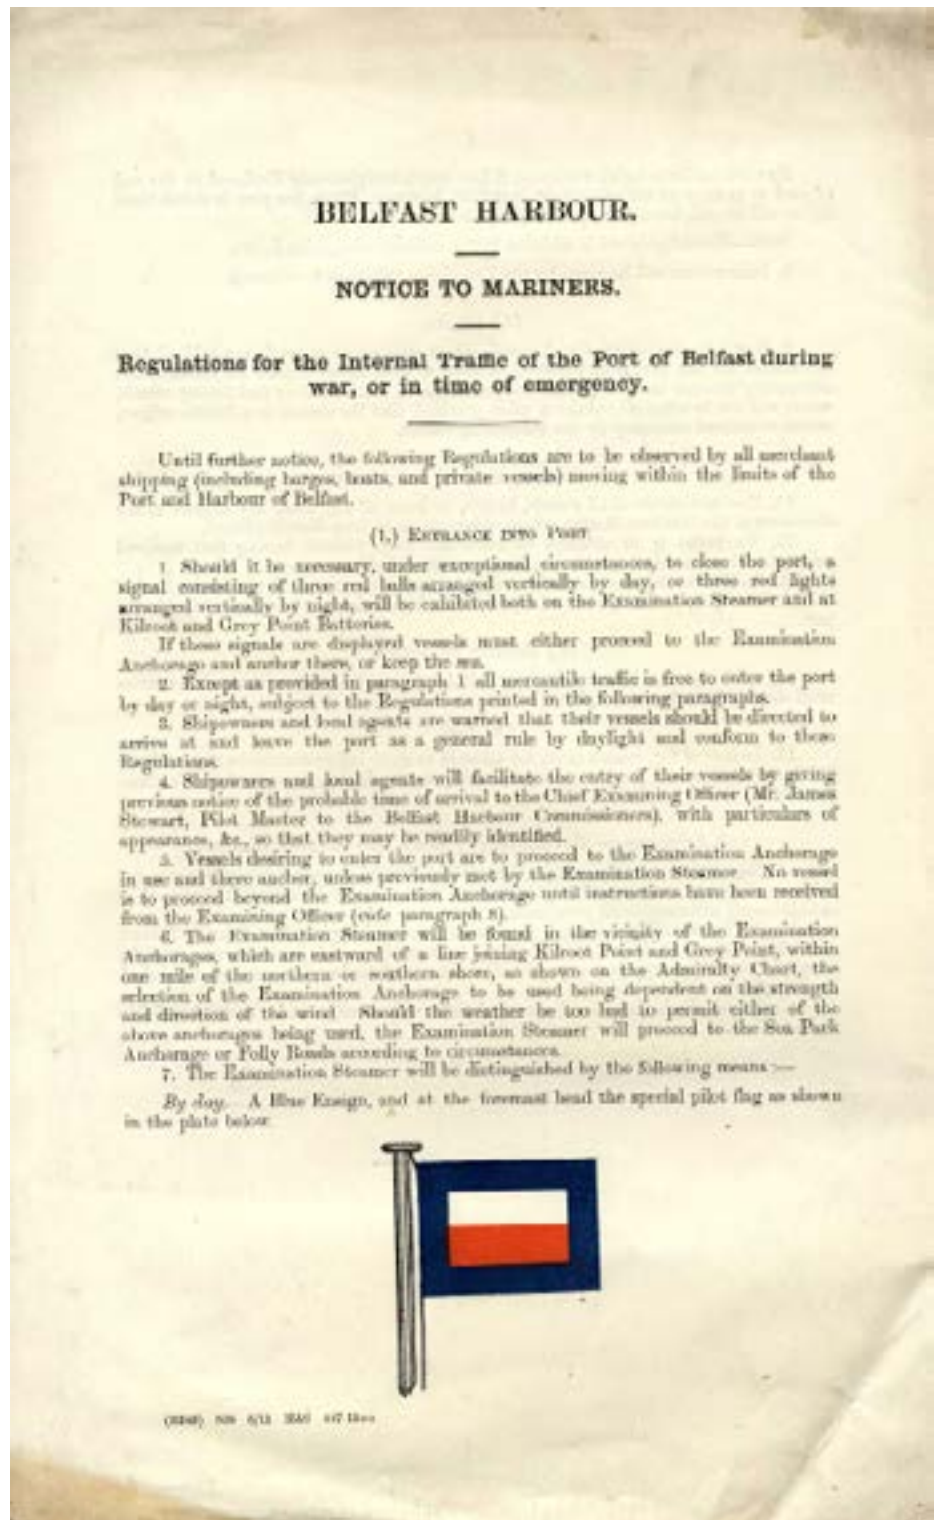 BELFAST HARBOUR.
NOTICE TO MARINERS.
Regulations for the Internal Traffic of the Port of Belfast during
war, or in time of emergency.
Until further notice, the following Regulations are to be observed by all merchant
shipping (including barges, boats, and private vessels) moving within the limits of the
Port and Harbour of Belfast.
(1.) ENTRANCE INTO PORT
1 Should it be necessary, under exceptional circumstances, to close the port, a
signal consisting of three red balls arranged vertically by day, or three red lights
arranged vertically by night, will be exhibited both on the Examination Steamer and at
Kilroot and Grey Point Batteries.
If these signals are displayed vessels must either proceed to the Examination
Anchorage and anchor there, or keep the sea.
2. Except as provided in paragraph 1 all mercantile traffic is free to enter the port
by day or night, subject to the Regulations printed in the following paragraphs.
3. Shipowners and local agents are warned that their vessels should be directed to
arrive at and leave the port as a general rule by daylight and conform to these
Regulations.
4. Shipowners and local agents will facilitate the entry of their vessels by giving
previous notice of the probable time of arrival to the Chief Examining Officer (Mr. James
Stewart, Pilot Master to the Belfast Harbour Commissioners), with particulars of
appearance, &c., so that they may be readily identified.
5. Vessels desiring to enter the port are to proceed to the Examination Anchorage
in use and there anchor, unless previously met by the Examination Steamer. No vessel
is to proceed beyond the Examination Anchorage until instructions have been received
from the Examining Officer (vide paragraph 8).
6. The Examination Steamer will be found in the vicinity of the Examination
Anchorages, which are eastward of a line joining Kilroot Point and Grey Point, within
one mile of the northern or southern shore, as shown on the Admiralty Chart, the
selection of the Examination Anchorage to be used being dependent on the strength
and direction of the wind Should the weather be too bad to permit either of the
above anchorages being used, the Examination Steamer will proceed to the Sea Park
Anchorage or Folly Roads according to circumstances.
7. The Examination Steamer will be distinguished by the following means :—
By day. A Blue Ensign, and at the foremast head the special pilot flag as shown
in the plate below